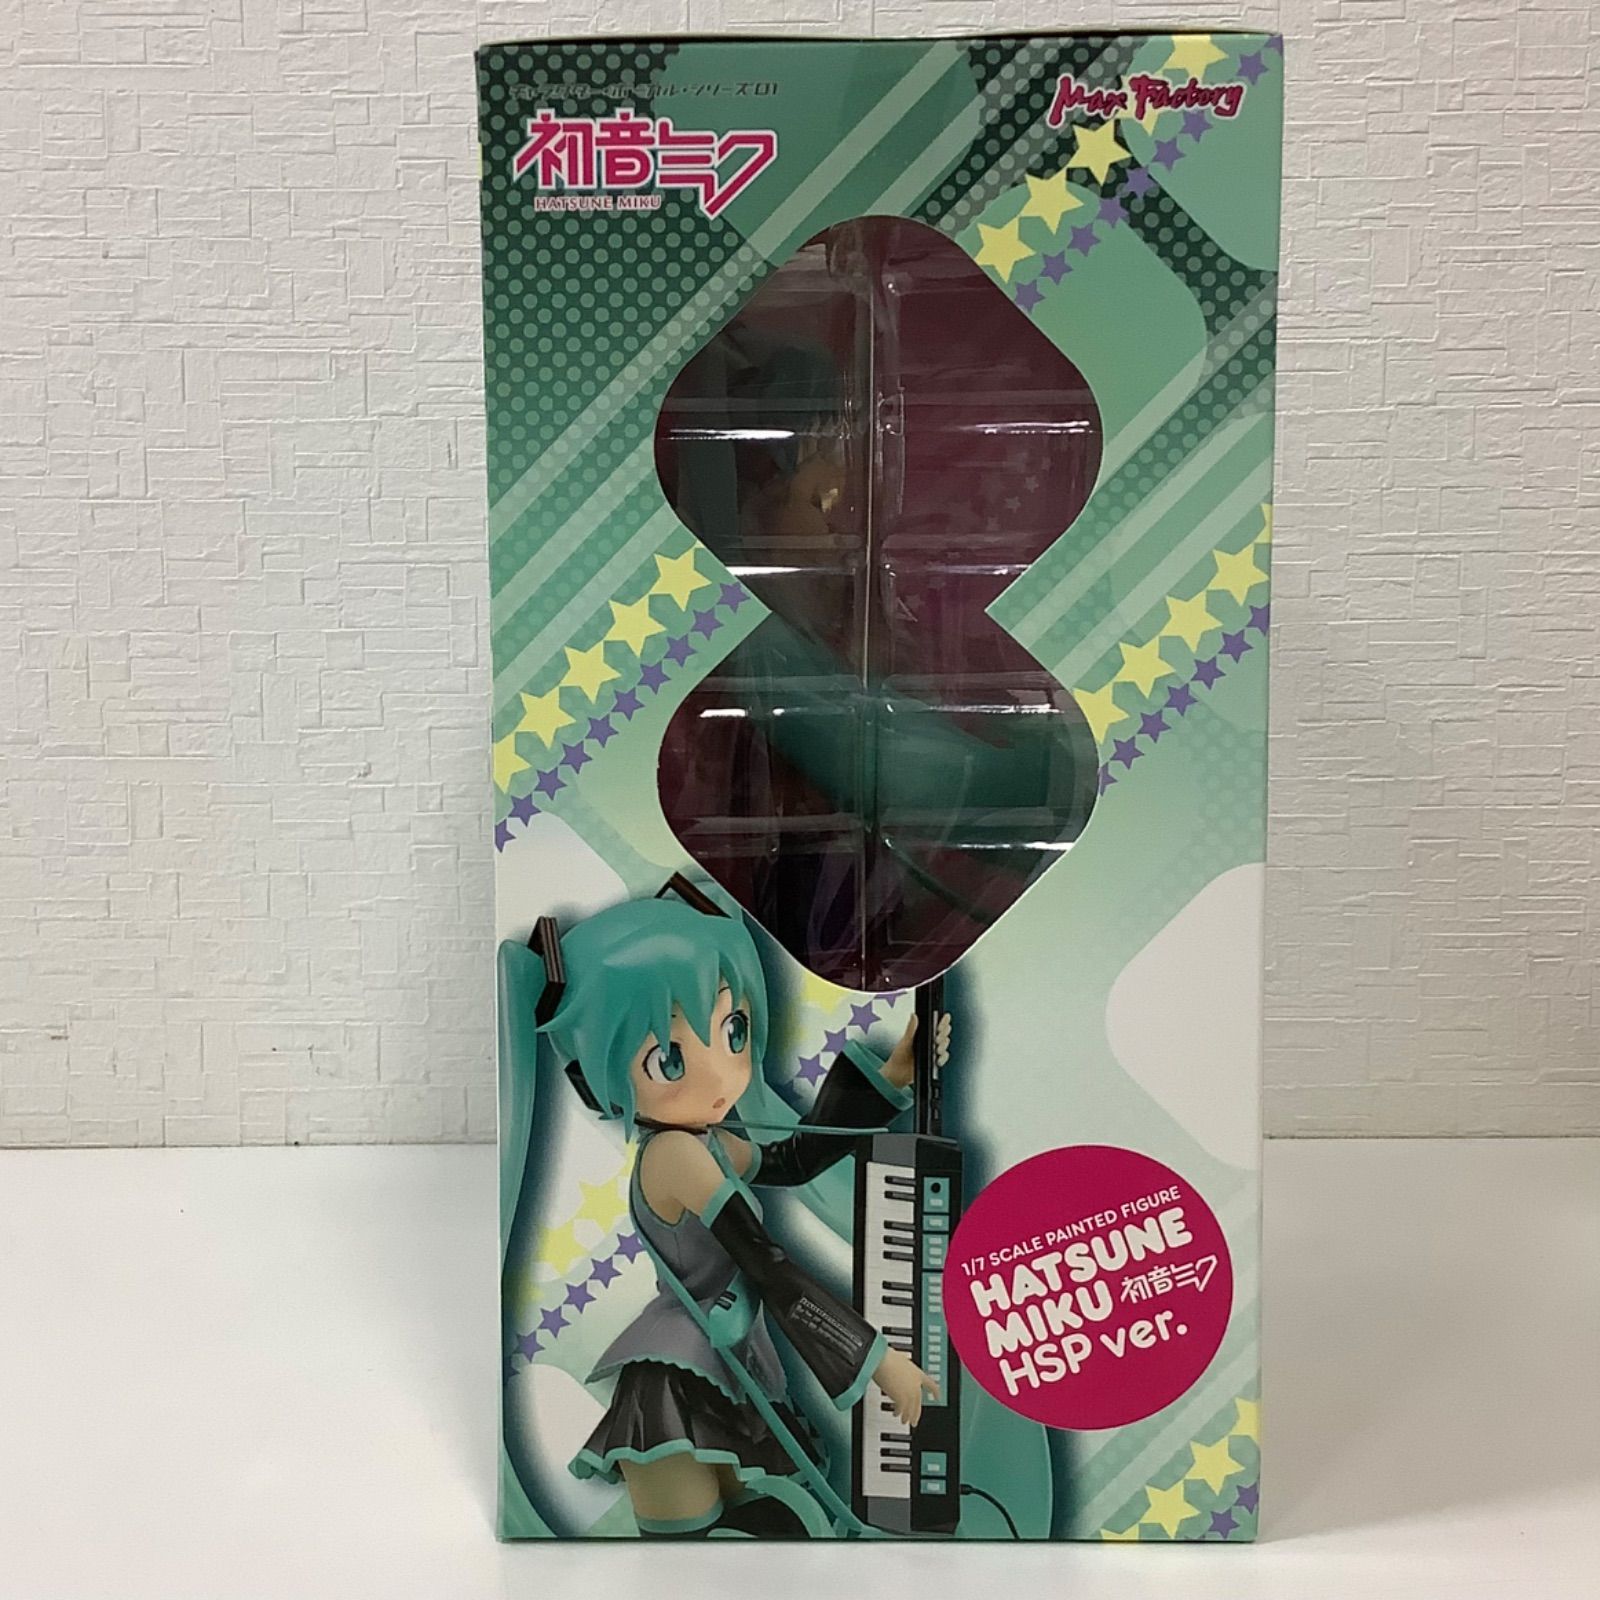 キャラクター・ボーカル・シリーズ01
初音ミク
HATSUNE MIKU
Max Factory
1/7 SCALE PAINTED FIGURE
HATSUNE
MIKU 初音ミク
HSP ver.